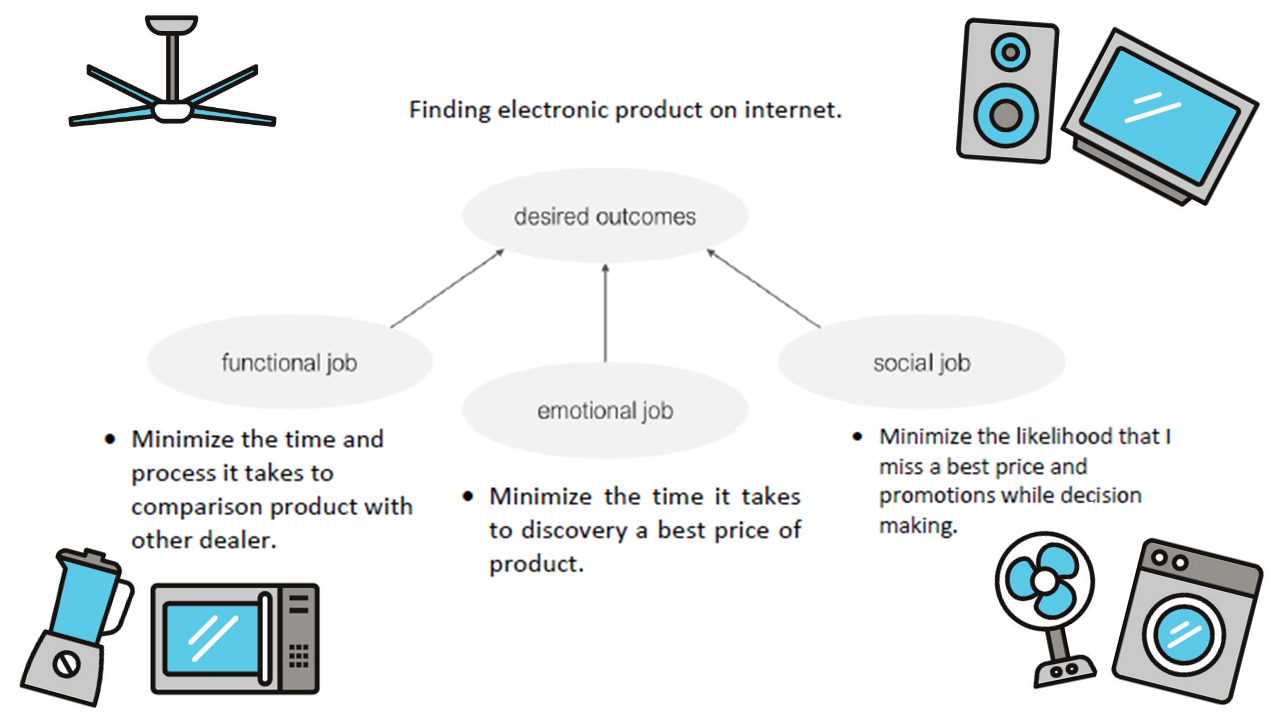 Finding electronic product on internet.
desired outcomes
functional job
emotional job
social job
• Minimize the time and
process it takes to
comparison product with
other dealer.
• Minimize the time it takes
to discovery a best price of
product.
• Minimize the likelihood that I
miss a best price and
promotions while decision
making.